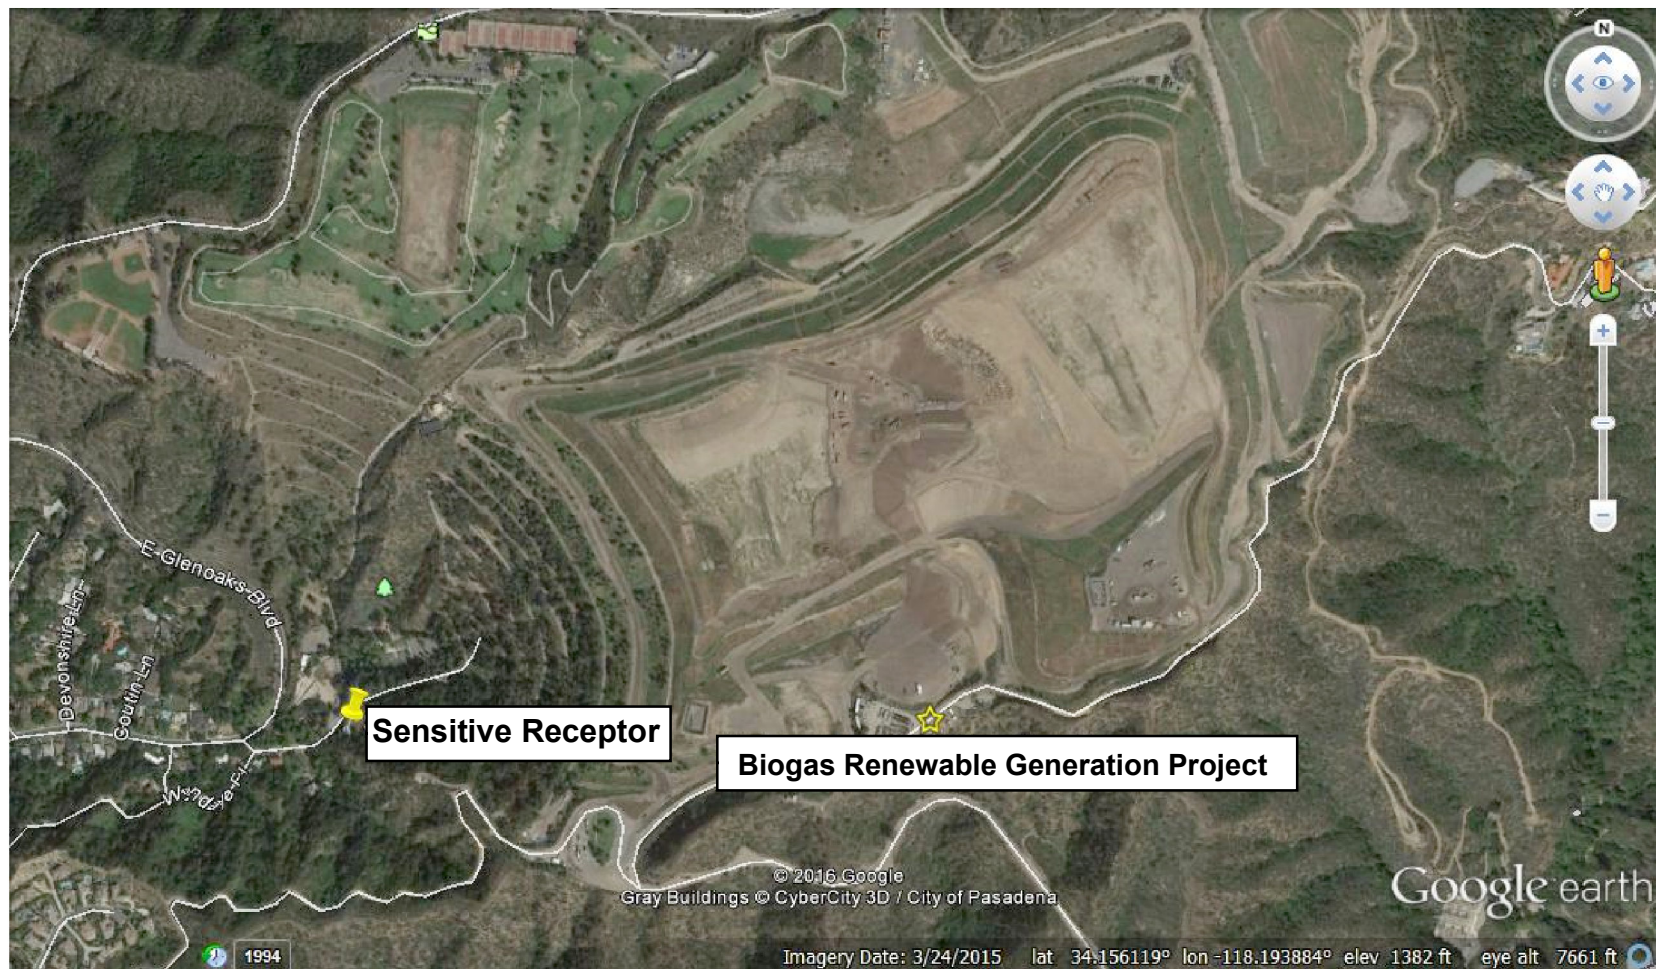 N
E Glenoaks Blvd
Devonshire Ln
Coutin Ln
Sensitive Receptor
Biogas Renewable Generation Project
© 2016 Google
Gray Buildings © CyberCity 3D / City of Pasadena
Google earth
1994
Imagery Date: 3/24/2015 lat 34.156119° lon -118.193884° elev 1382 ft eye alt 7661 ft